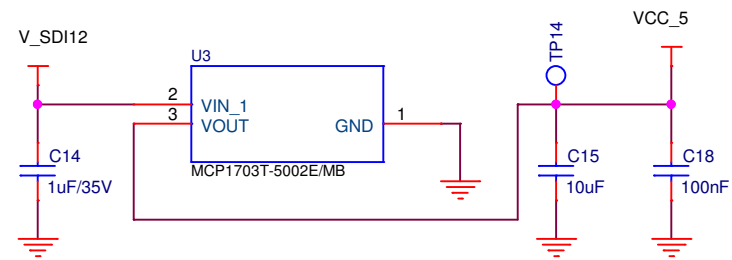 VCC_5
V_SDI12
TP14
U3
2
VIN_1
1
3
VOUT
GND
C14
1uF/35V
MCP1703T-5002E/MB
C15
10uF
C18
100nF